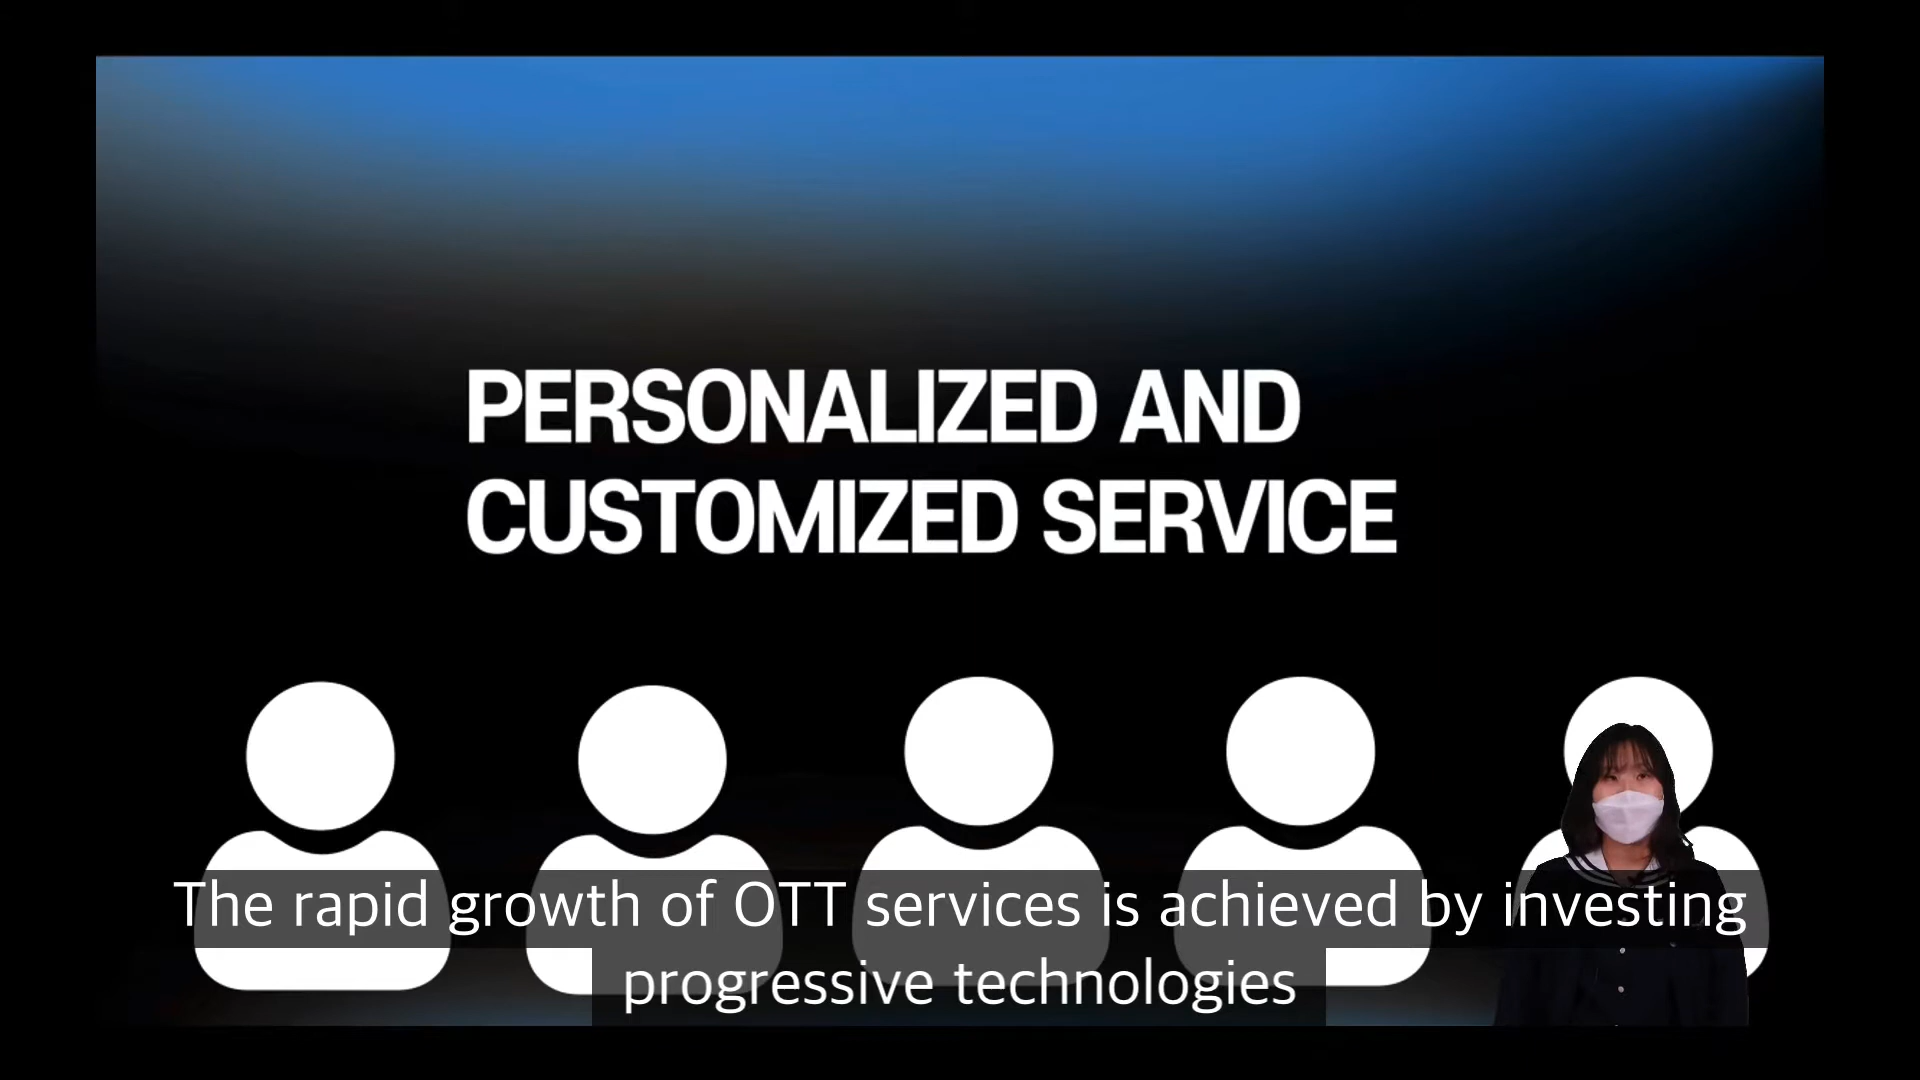 PERSONALIZED AND
CUSTOMIZED SERVICE
The rapid growth of OTT services is achieved by investing
progressive technologies